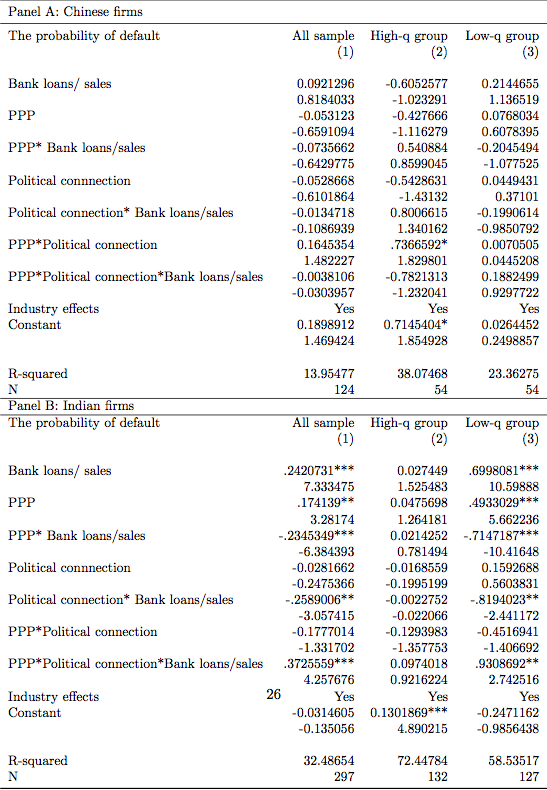 Panel A: Chinese firms
The probability of default All sample High-q group Low-q group
(1) (2) (3)
Bank loans/ sales 0.0921296 -0.6052577 0.2144655
0.8184033 -1.023291 1.136519
PPP -0.053123 -0.427666 0.0768034
-0.6591094 -1.116279 0.6078395
PPP* Bank loans/sales -0.0735662 0.540884 -0.2045494
-0.6429775 0.8599045 -1.077525
Political connnection -0.0528668 -0.5428631 0.0449431
-0.6101864 -1.43132 0.37101
Political connection* Bank loans/sales -0.0134718 0.8006615 -0.1990614
-0.1086939 1.340162 -0.9850792
PPP*Political connection 0.1645354 .7366592* 0.0070505
1.482227 1.829801 0.0445208
PPP*Political connection*Bank loans/sales -0.0038106 -0.7821313 0.1882499
-0.0303957 -1.232041 0.9297722
Industry effects Yes Yes Yes
Constant 0.1898912 0.7145404* 0.0264452
1.469424 1.854928 0.2498857
R-squared 13.95477 38.07468 23.36275
N 124 54 54
Panel B: Indian firms
The probability of default All sample High-q group Low-q group
(1) (2) (3)
Bank loans/ sales .2420731*** 0.027449 .6998081***
7.333475 1.525483 10.59888
PPP .174139** 0.0475698 .4933029***
3.28174 1.264181 5.662236
PPP* Bank loans/sales -.2345349*** 0.0214252 -.7147187***
-6.384393 0.781494 -10.41648
Political connnection -0.0281662 -0.0168559 0.1592688
-0.2475366 -0.1995199 0.5603831
Political connection* Bank loans/sales -.2589006** -0.0022752 -.8194023**
-3.057415 -0.022066 -2.441172
PPP*Political connection -0.1777014 -0.1293983 -0.4516941
-1.331702 -1.357753 -1.406692
PPP*Political connection*Bank loans/sales .3725559*** 0.0974018 .9308692**
4.257676 0.9216224 2.742516
Industry effects 26 Yes Yes Yes
Constant -0.0314605 0.1301869*** -0.2471162
-0.135056 4.890215 -0.9856438
R-squared 32.48654 72.44784 58.53517
N 297 132 127